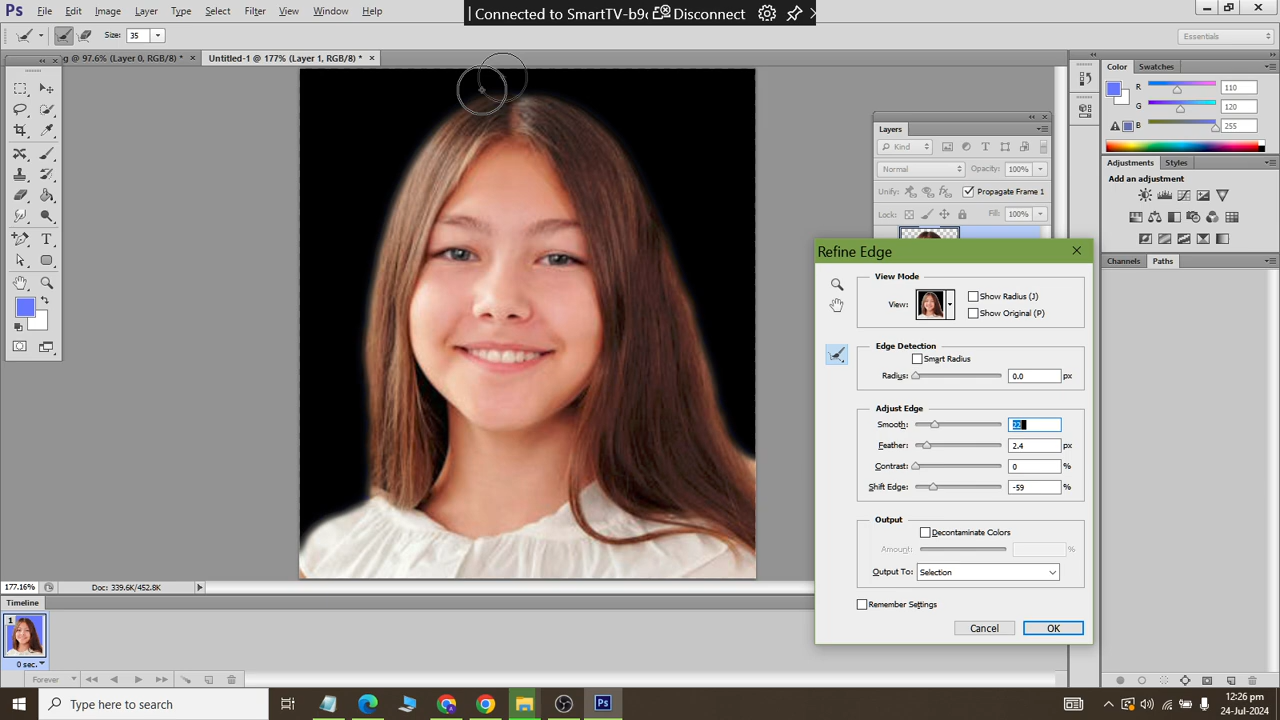 Ps File Edit Image Layer Type Select Filter View Window Help
Connected to SmartTV-b9c Disconnect
Size: 35
Essentials
g @ 97.6% (Layer 0, RGB/8) * ×
Untitled-1 @ 177% (Layer 1, RGB/8) * ×
Color Swatches
R 110
G 120
B 255
Layers
Kind
Normal Opacity: 100%
Unify: Propagate Frame 1
Lock: Fill: 100%
Adjustments Styles
Add an adjustment
Channels Paths
Refine Edge
View Mode
View: Show Radius (J)
Show Original (P)
Edge Detection
Smart Radius
Radius: 0.0 px
Adjust Edge
Smooth: 22
Feather: 2.4 px
Contrast: 0 %
Shift Edge: -59 %
Output
Decontaminate Colors
Amount: %
Output To: Selection
Remember Settings
Cancel OK
177.16% Doc: 339.6K/452.8K
Timeline
1
0 sec.
Forever
Type here to search
Ps
12:26 pm
24-Jul-2024